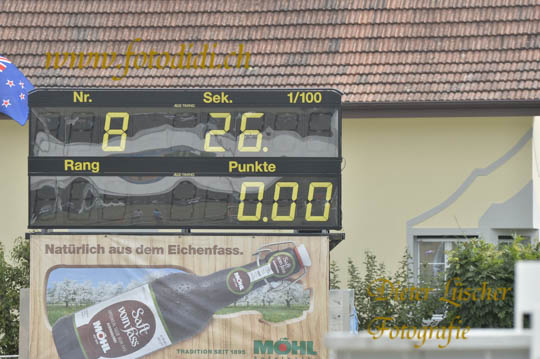 www.fotodidi.ch
Nr. Sek. 1/100
8 26.
Rang Punkte
0.00
Natürlich aus dem Eichenfass.
Saft
vom Fass
MÖHL
TRADITION SEIT 1895 MÖHL
Dieter Lüscher
Fotografie